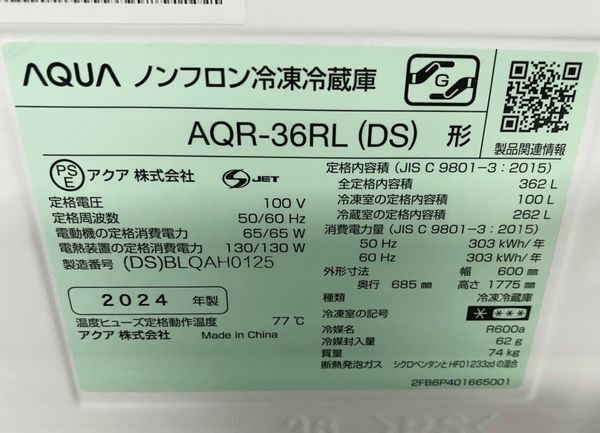 AQUA ノンフロン冷凍冷蔵庫
G
AQR-36RL (DS) 形
製品関連情報
PSE アクア 株式会社 S JET
定格電圧 100 V
定格周波数 50/60 Hz
電動機の定格消費電力 65/65 W
電熱装置の定格消費電力 130/130 W
製造番号 (DS)BLQAH0125
2024 年製
温度ヒューズ定格動作温度 77℃
アクア 株式会社 Made in China
定格内容積 (JIS C 9801-3 : 2015)
全定格内容積 362 L
冷凍室の定格内容積 100 L
冷蔵室の定格内容積 262 L
消費電力量 (JIS C 9801-3 : 2015)
50 Hz 303 kWh/年
60 Hz 303 kWh/年
外形寸法 幅 600 mm
奥行 685 mm 高さ 1775 mm
種類 冷凍冷蔵庫
冷凍室の記号 * ***
冷媒名 R600a
冷媒封入量 62 g
質量 74 kg
断熱発泡ガス シクロペンタンとHFO1233zdの混合
2FB6P401665001
>PS<